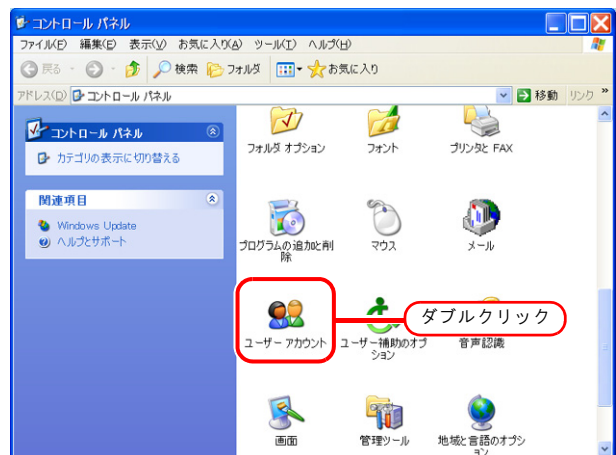 コントロール パネル
ファイル(F) 編集(E) 表示(V) お気に入り(A) ツール(T) ヘルプ(H)
戻る 検索 フォルダ お気に入り
アドレス(D) コントロール パネル 移動 リンク »
コントロール パネル
カテゴリの表示に切り替える
関連項目
Windows Update
ヘルプとサポート
フォルダ オプション
フォント
プリンタと FAX
プログラムの追加と削
除
マウス
メール
ユーザー アカウント
ダブルクリック
ユーザー補助のオプ
ション
音声認識
画面
管理ツール
地域と言語のオプシ
ョン